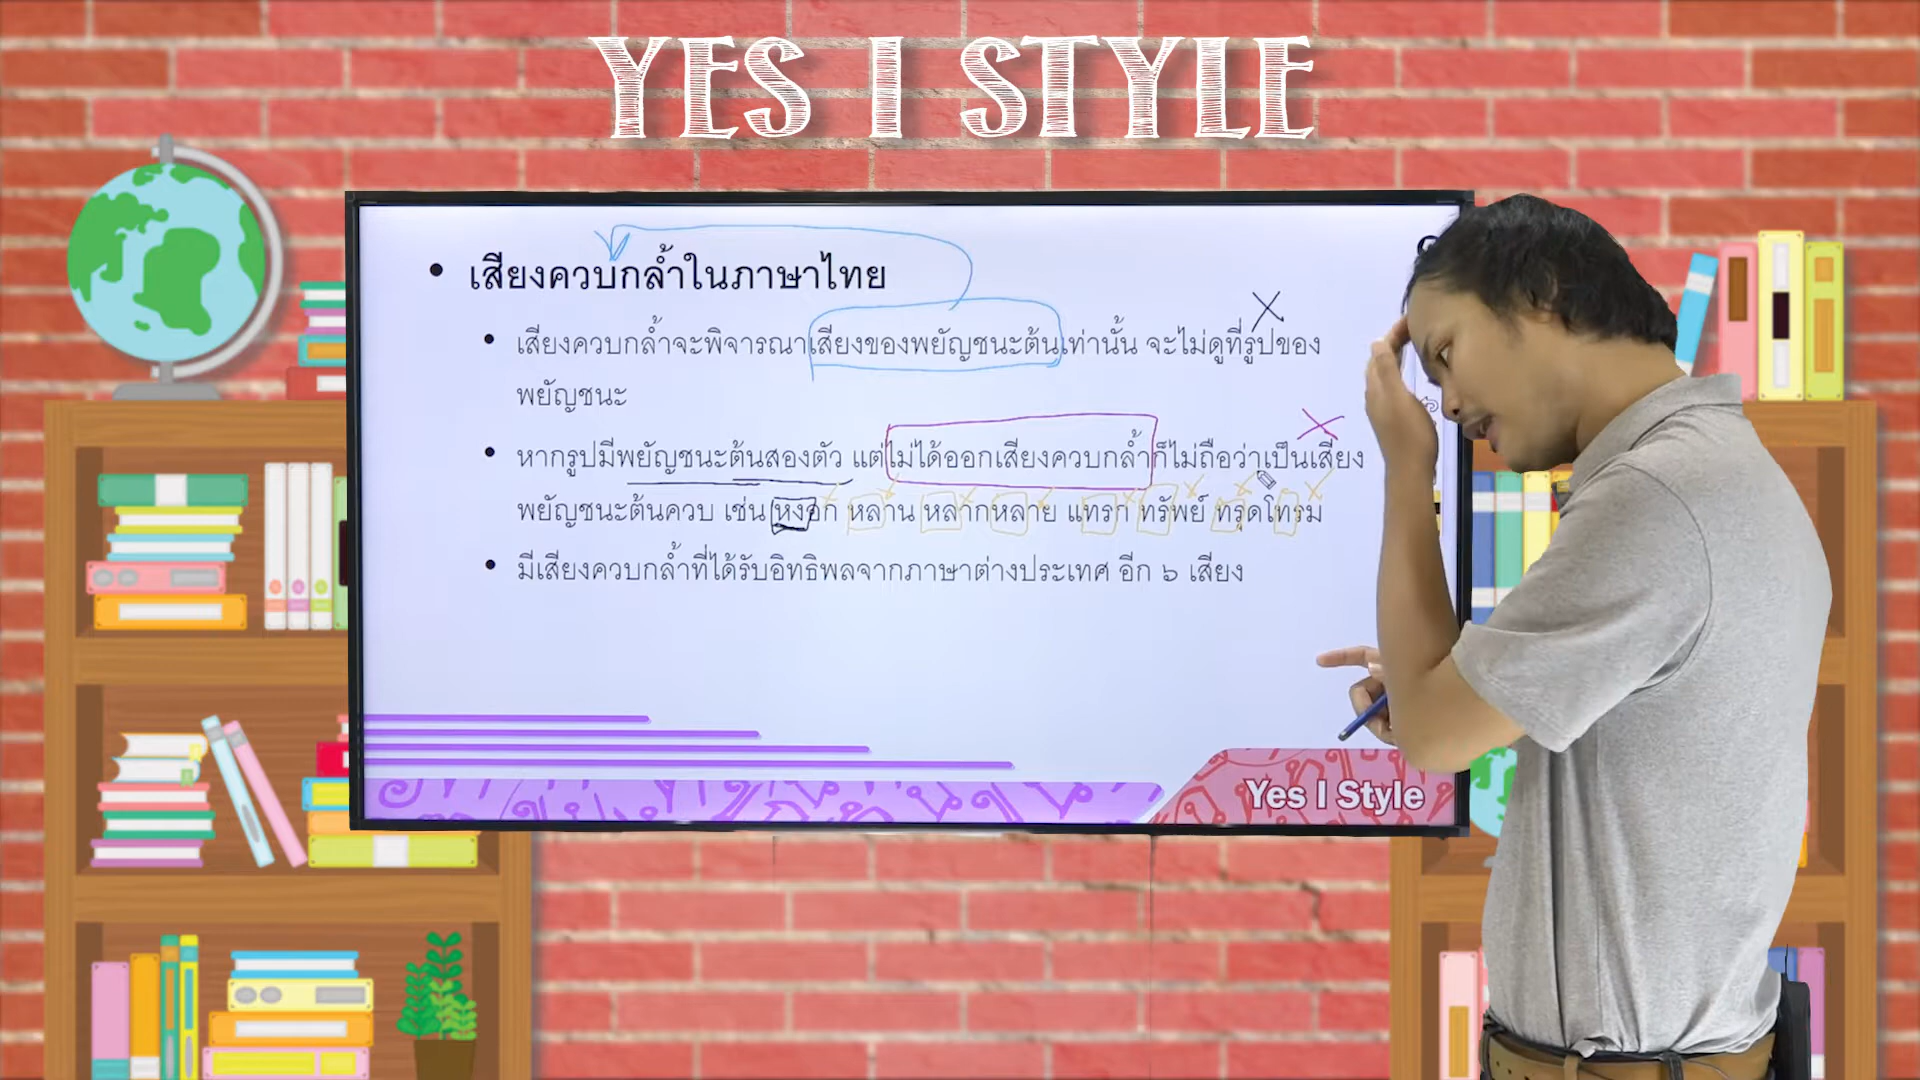 YES I STYLE
• เสียงควบกล้ำในภาษาไทย
• เสียงควบกล้ำจะพิจารณาเสียงของพยัญชนะต้นเท่านั้น จะไม่ดูที่รูปของ
พยัญชนะ
• หากรูปมีพยัญชนะต้นสองตัว แต่ไม่ได้ออกเสียงควบกล้ำก็ไม่ถือว่าเป็นเสียง
พยัญชนะต้นควบ เช่น หงอก หลาน หลากหลาย แทรก ทรัพย์ ทรุดโทรม
• มีเสียงควบกล้ำที่ได้รับอิทธิพลจากภาษาต่างประเทศ อีก ๖ เสียง
Yes I Style